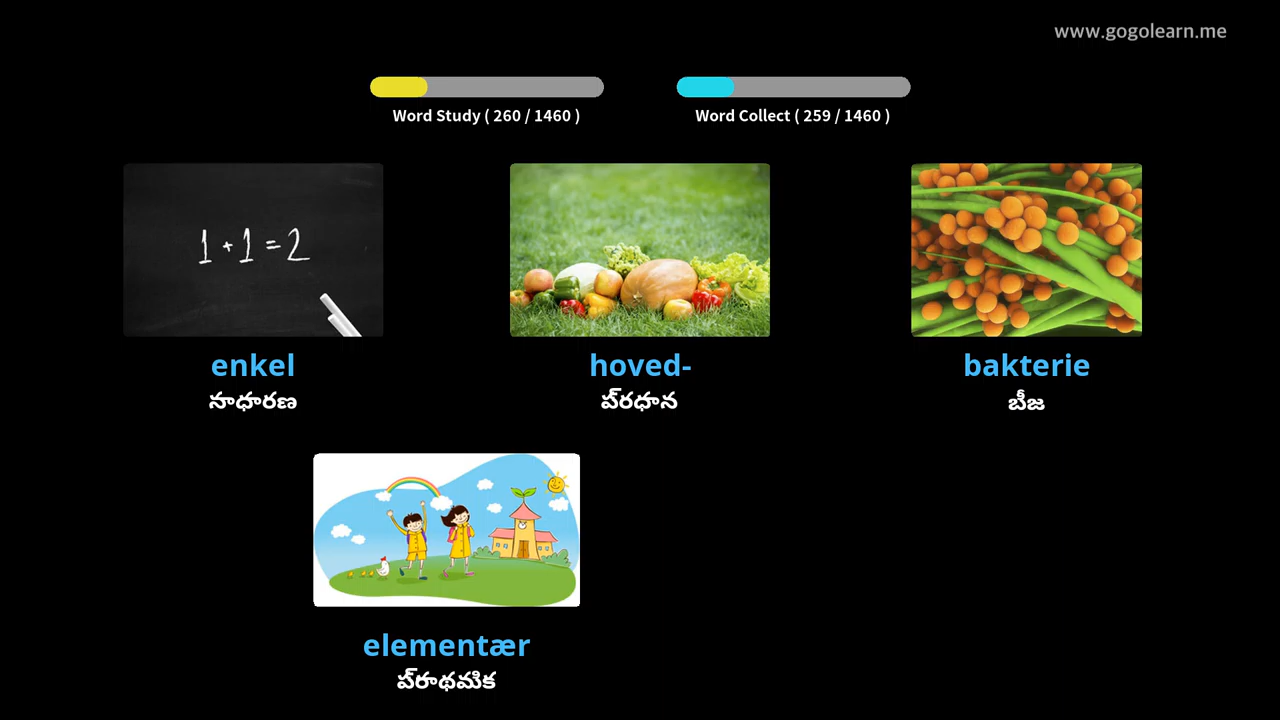 www.gogolearn.me
Word Study ( 260 / 1460 )
Word Collect ( 259 / 1460 )
1 + 1 = 2
enkel
సాధారణ
hoved-
ప్రధాన
bakterie
బీజ
elementær
ప్రాథమిక